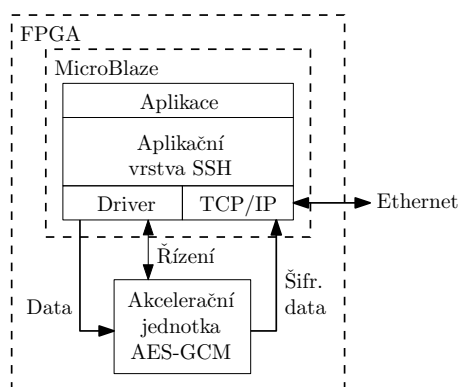 FPGA
MicroBlaze
Aplikace
Aplikační
vrstva SSH
Driver
TCP/IP
Ethernet
Řízení
Data
Akcelerační
jednotka
AES-GCM
Šifr.
data